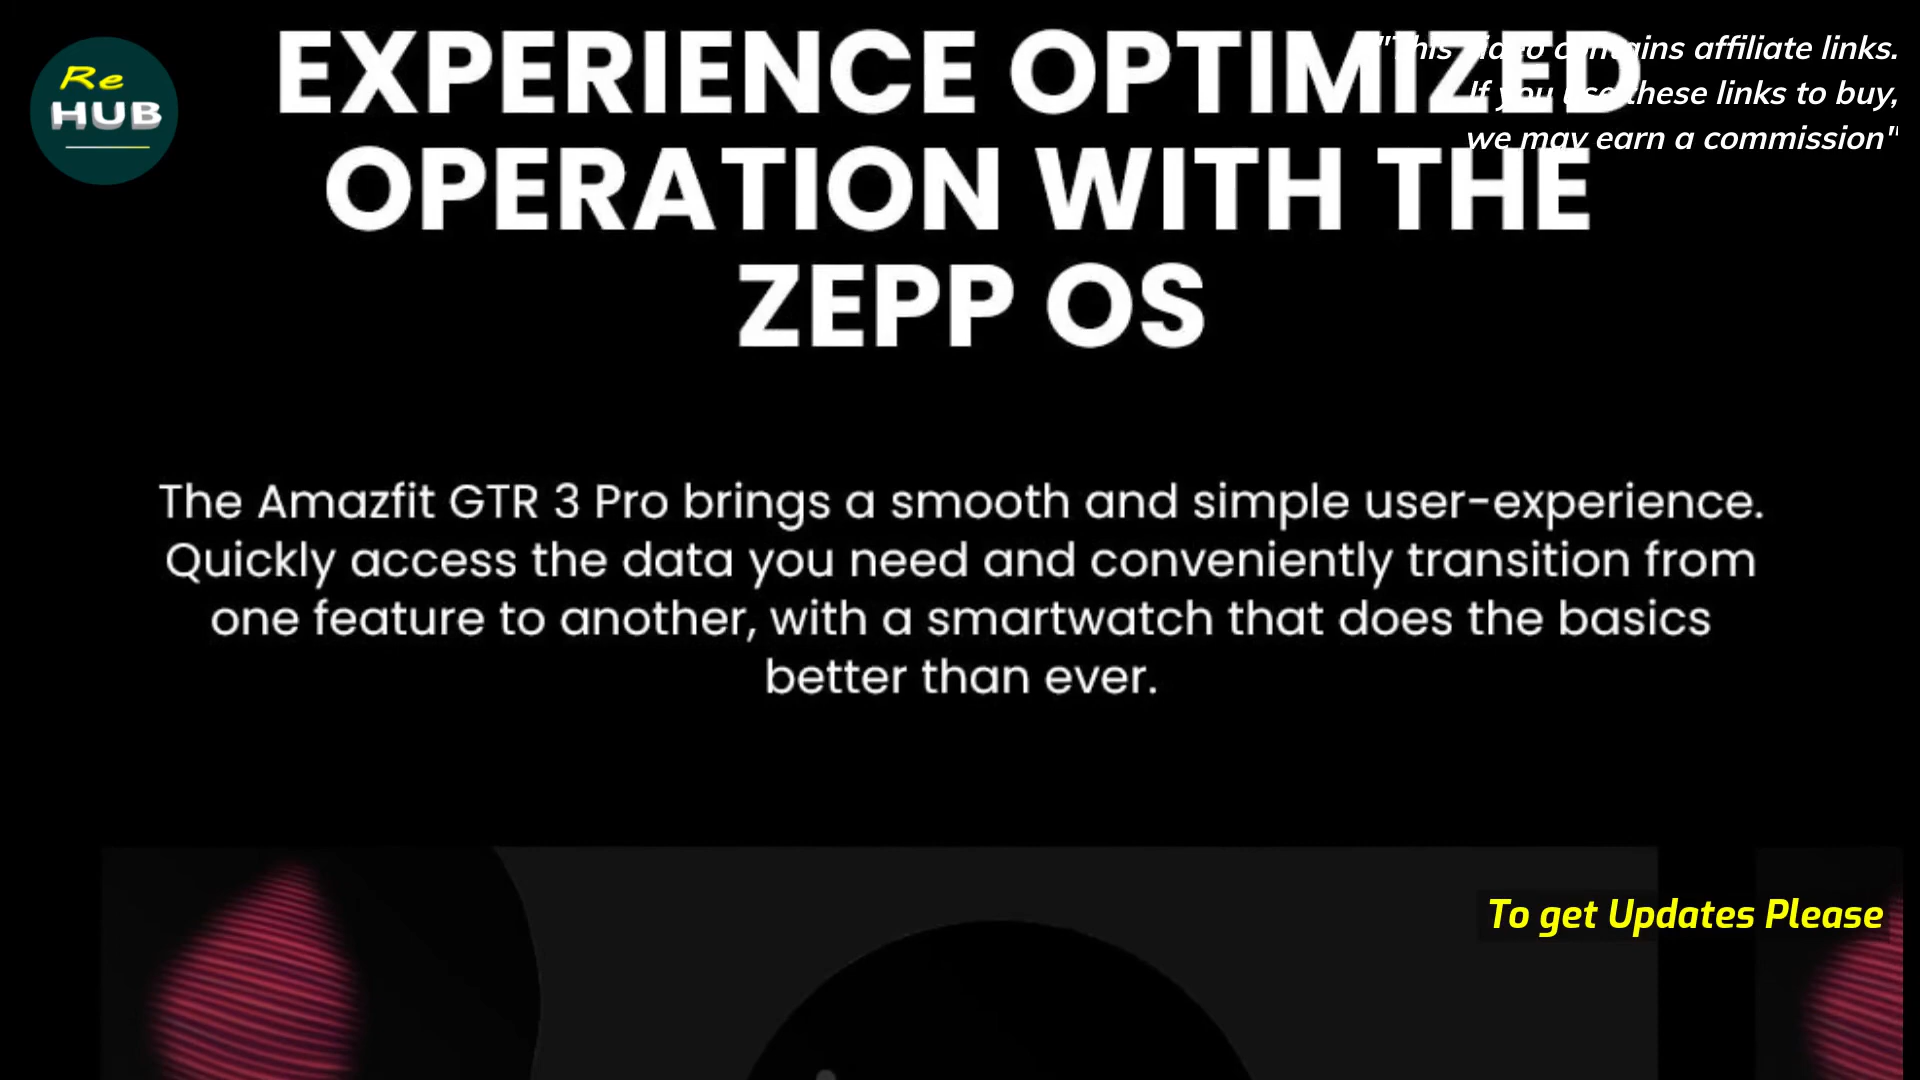 Re
HUB
EXPERIENCE OPTIMIZED
OPERATION WITH THE
ZEPP OS
"This video contains affiliate links.
If you use these links to buy,
we may earn a commission"
The Amazfit GTR 3 Pro brings a smooth and simple user-experience.
Quickly access the data you need and conveniently transition from
one feature to another, with a smartwatch that does the basics
better than ever.
To get Updates Please